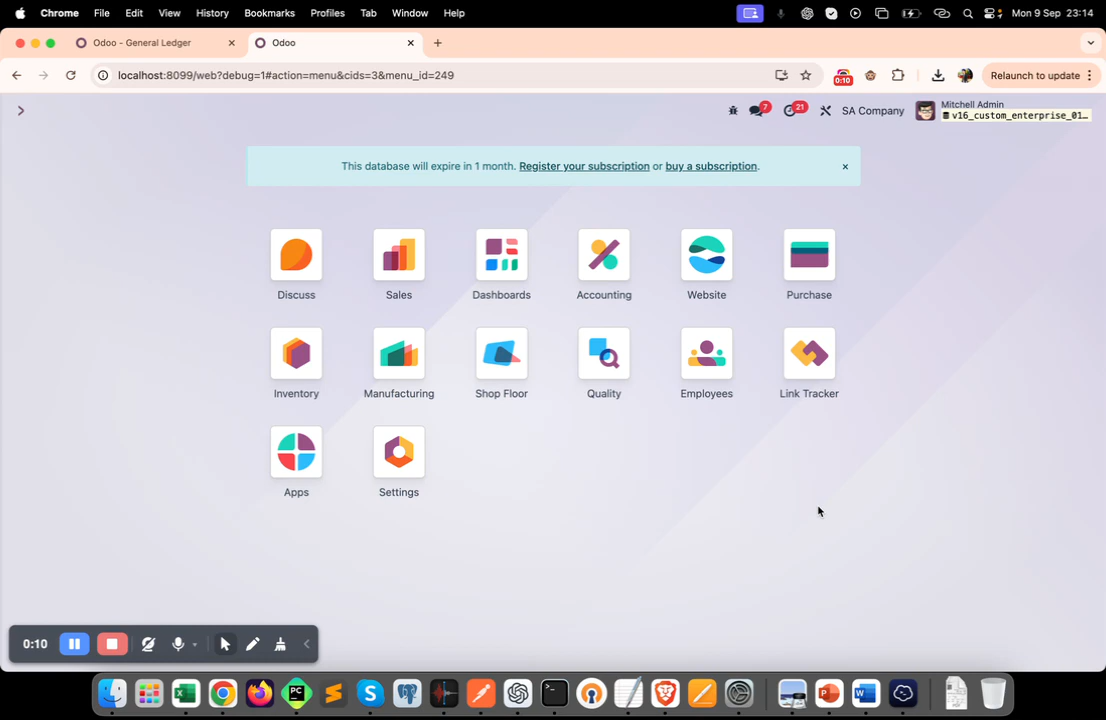 Chrome File Edit View History Bookmarks Profiles Tab Window Help Mon 9 Sep 23:14
Odoo - General Ledger Odoo
localhost:8099/web?debug=1#action=menu&cids=3&menu_id=249 0:10 Relaunch to update
7 21 SA Company Mitchell Admin
v16_custom_enterprise_01...
This database will expire in 1 month. Register your subscription or buy a subscription.
Discuss Sales Dashboards Accounting Website Purchase
Inventory Manufacturing Shop Floor Quality Employees Link Tracker
Apps Settings
0:10